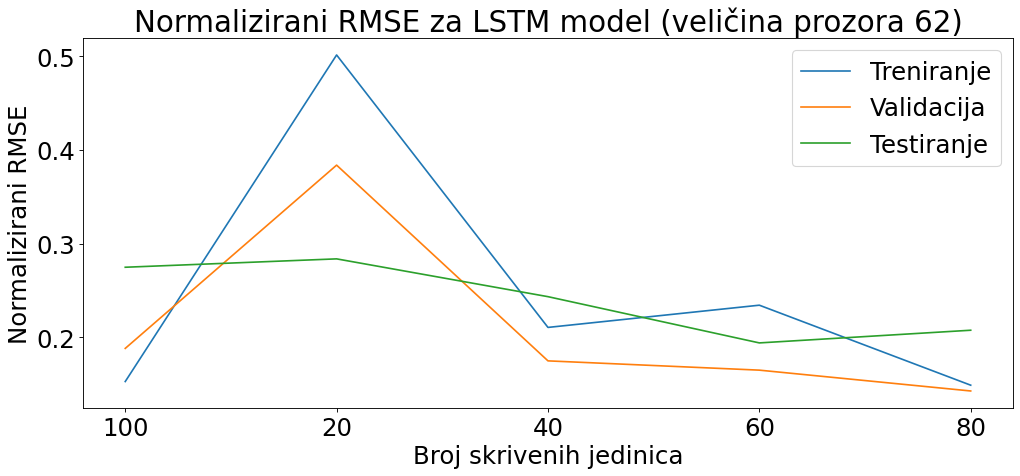 Normalizirani RMSE za LSTM model (veličina prozora 62)
Normalizirani RMSE
0.5
0.4
0.3
0.2
Treniranje
Validacija
Testiranje
100 20 40 60 80
Broj skrivenih jedinica